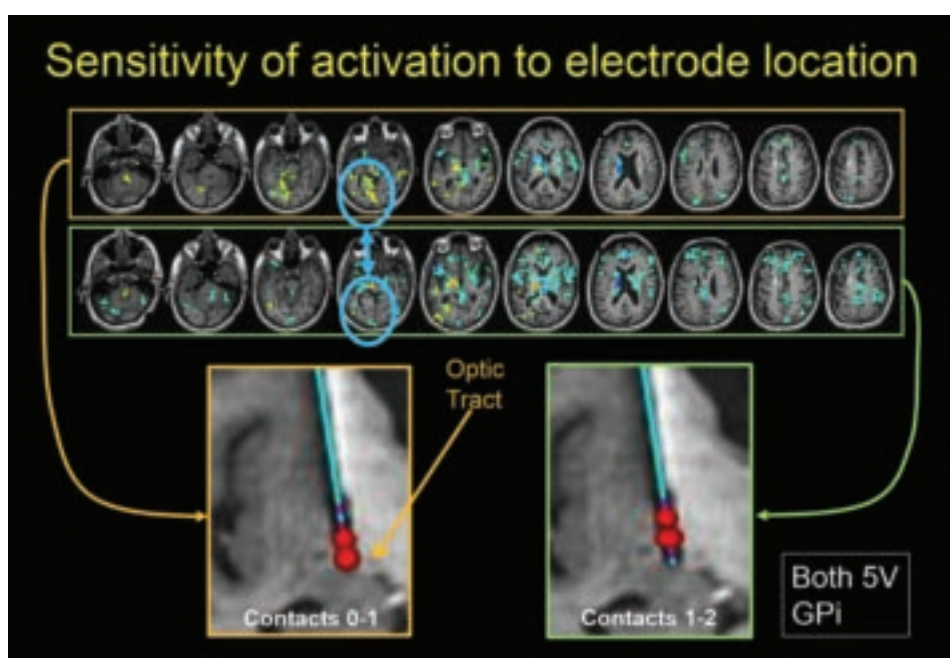 Sensitivity of activation to electrode location
Optic
Tract
Contacts 0-1
Contacts 1-2
Both 5V
GPi